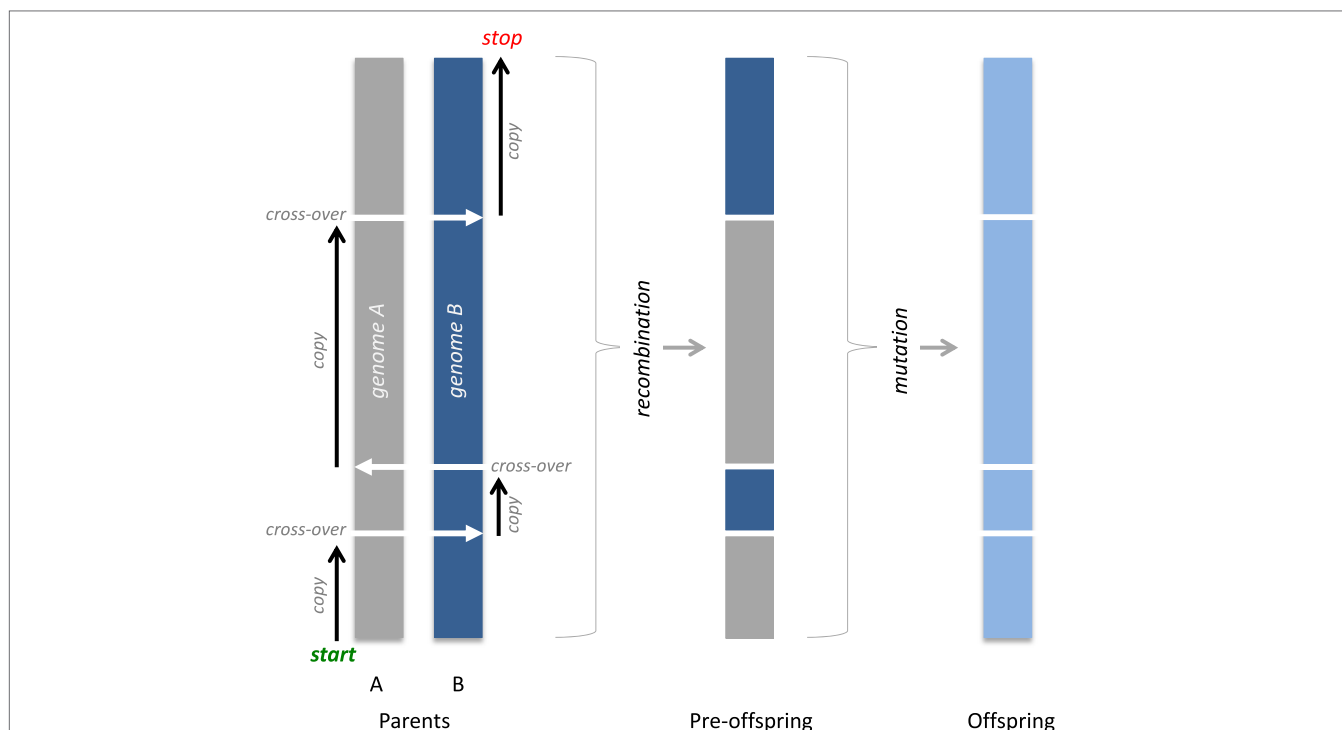 stop
copy
cross-over
genome A
genome B
copy
recombination
mutation
cross-over
copy
cross-over
copy
start
A
B
Parents
Pre-offspring
Offspring